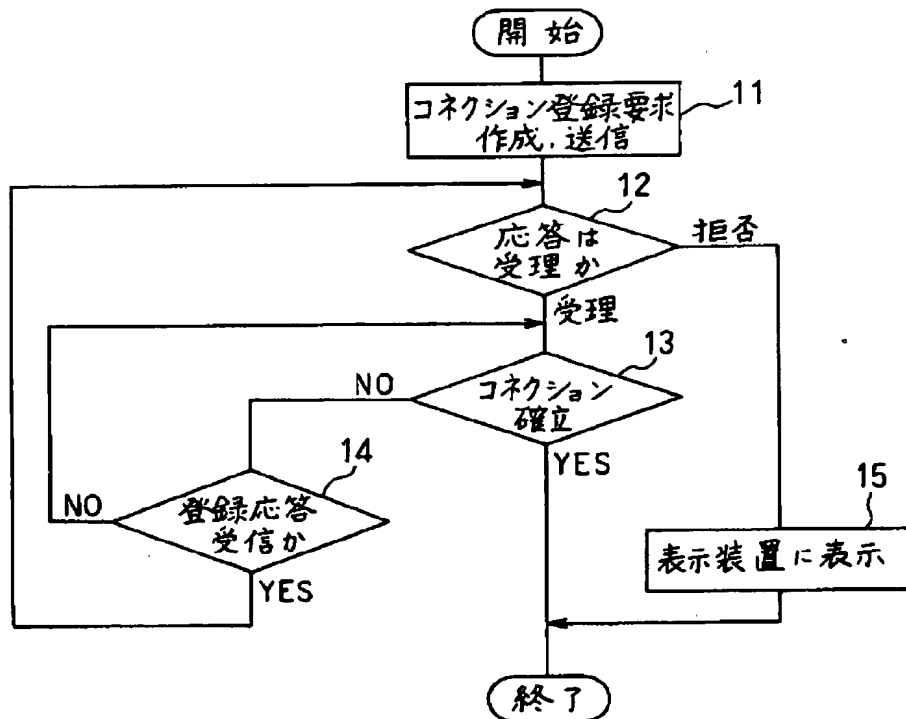 開始
コネクション登録要求
作成.送信
11
12
応答は
受理か
拒否
受理
13
コネクション
確立
NO
YES
14
登録応答
受信か
NO
YES
15
表示装置に表示
終了